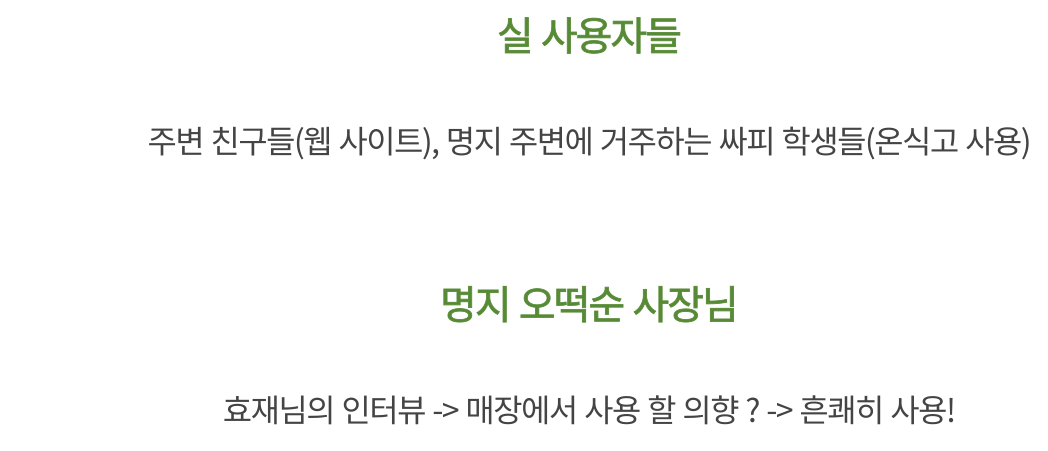 실 사용자들
주변 친구들(웹 사이트), 명지 주변에 거주하는 싸피 학생들(온식고 사용)
명지 오떡순 사장님
효재님의 인터뷰 -> 매장에서 사용 할 의향 ? -> 흔쾌히 사용!